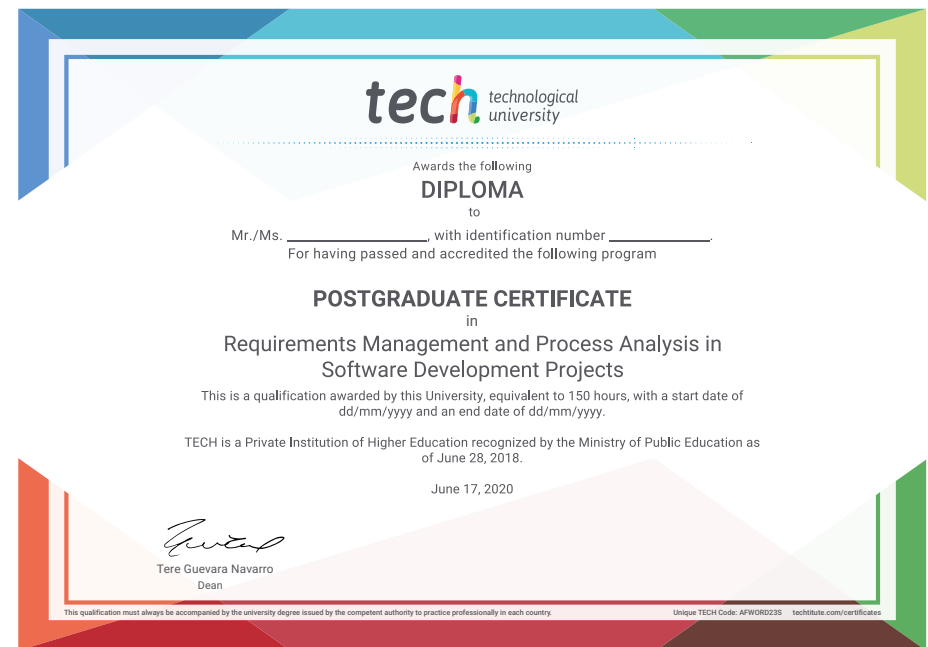 tech technological
university
Awards the following
DIPLOMA
to
Mr./Ms. ____________________, with identification number ______________.
For having passed and accredited the following program
POSTGRADUATE CERTIFICATE
in
Requirements Management and Process Analysis in
Software Development Projects
This is a qualification awarded by this University, equivalent to 150 hours, with a start date of
dd/mm/yyyy and an end date of dd/mm/yyyy.
TECH is a Private Institution of Higher Education recognized by the Ministry of Public Education as
of June 28, 2018.
June 17, 2020
Tere Guevara Navarro
Dean
This qualification must always be accompanied by the university degree issued by the competent authority to practice professionally in each country. Unique TECH Code: AFWORD23S techtitute.com/certificates